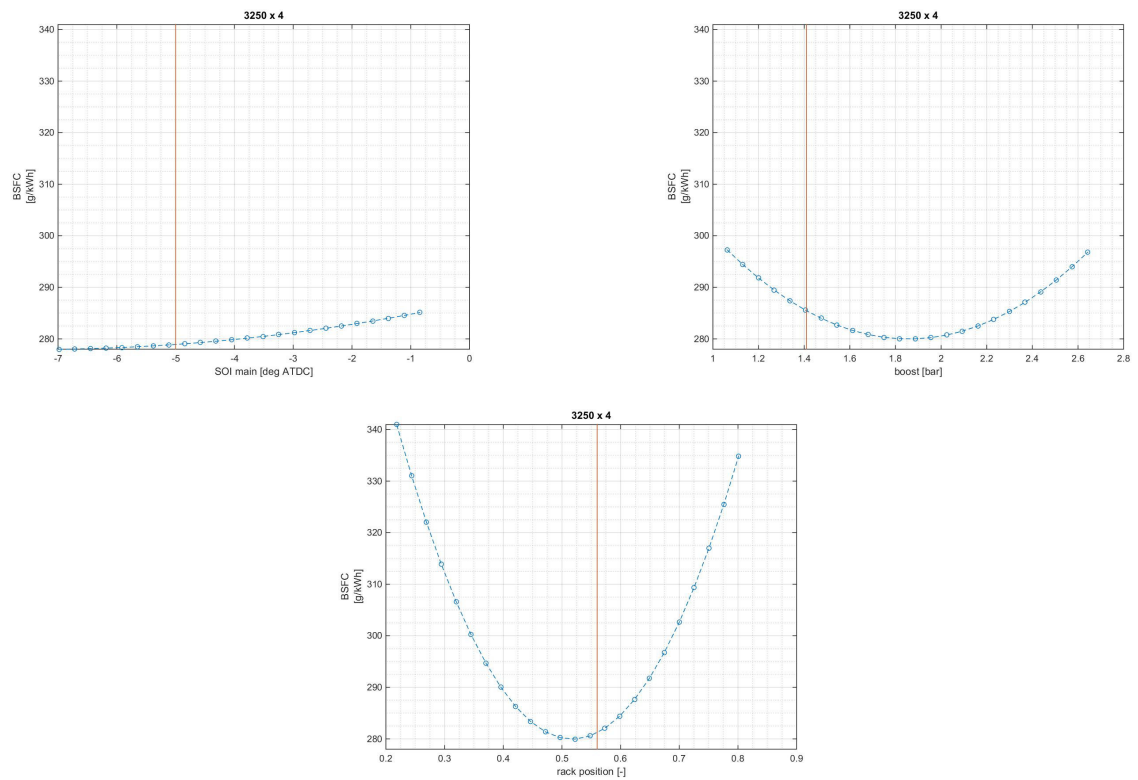 3250 x 4
340
330
320
310
300
290
280
BSFC
[g/kWh]
-7 -6 -5 -4 -3 -2 -1 0
SOI main [deg ATDC]
3250 x 4
340
330
320
310
300
290
280
BSFC
[g/kWh]
1 1.2 1.4 1.6 1.8 2 2.2 2.4 2.6 2.8
boost [bar]
3250 x 4
340
330
320
310
300
290
280
BSFC
[g/kWh]
0.2 0.3 0.4 0.5 0.6 0.7 0.8 0.9
rack position [-]